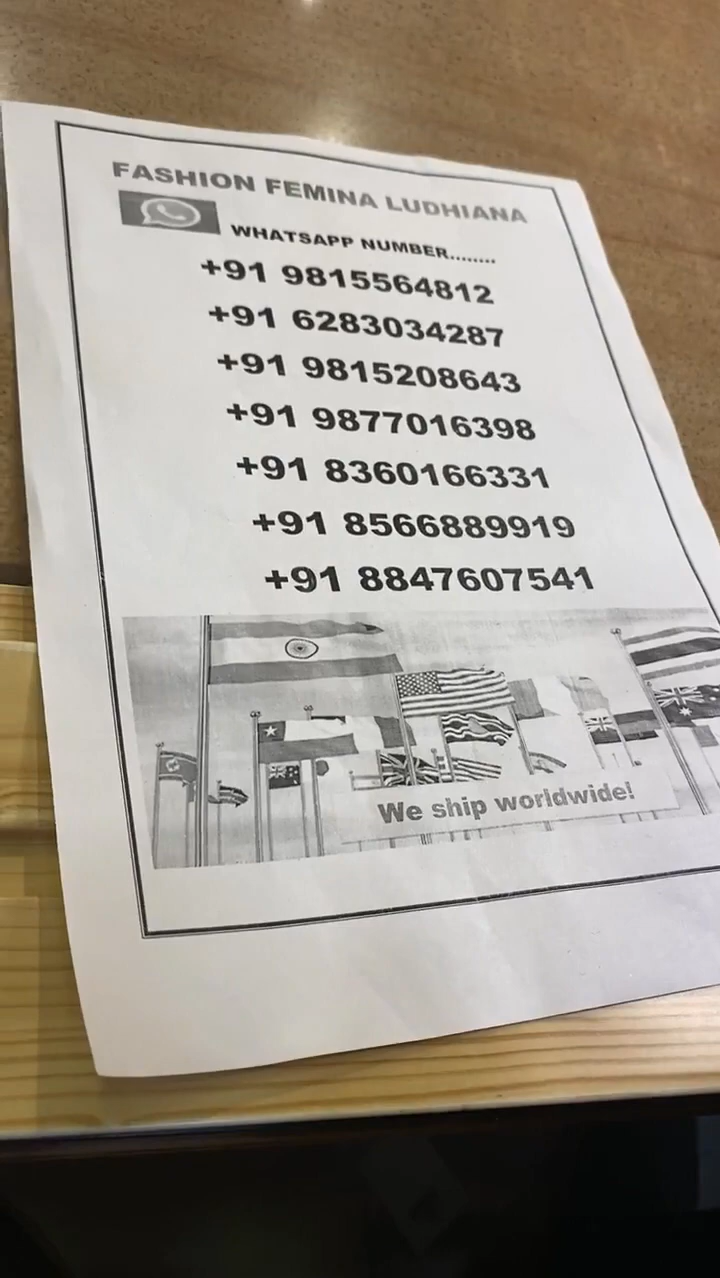 FASHION FEMINA LUDHIANA
WHATSAPP NUMBER........
+91 9815564812
+91 6283034287
+91 9815208643
+91 9877016398
+91 8360166331
+91 8566889919
+91 8847607541
We ship worldwide!